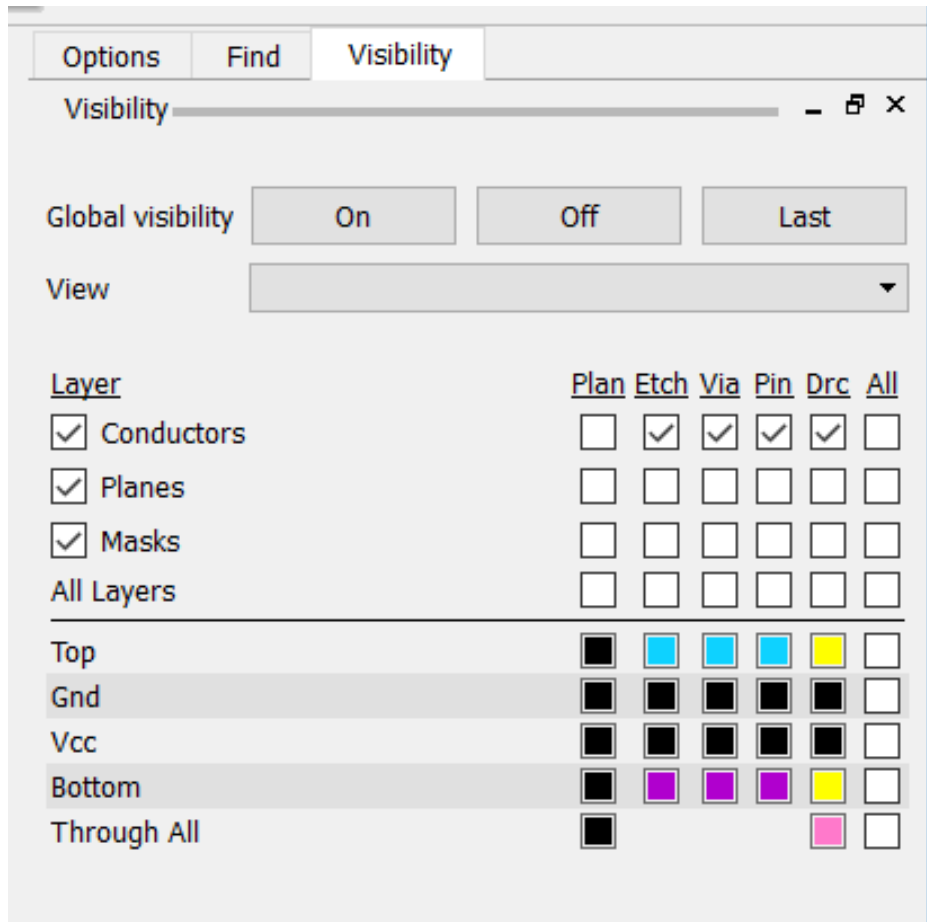 Options Find Visibility
Visibility
Global visibility On Off Last
View
Layer Plan Etch Via Pin Drc All
Conductors
Planes
Masks
All Layers
Top
Gnd
Vcc
Bottom
Through All